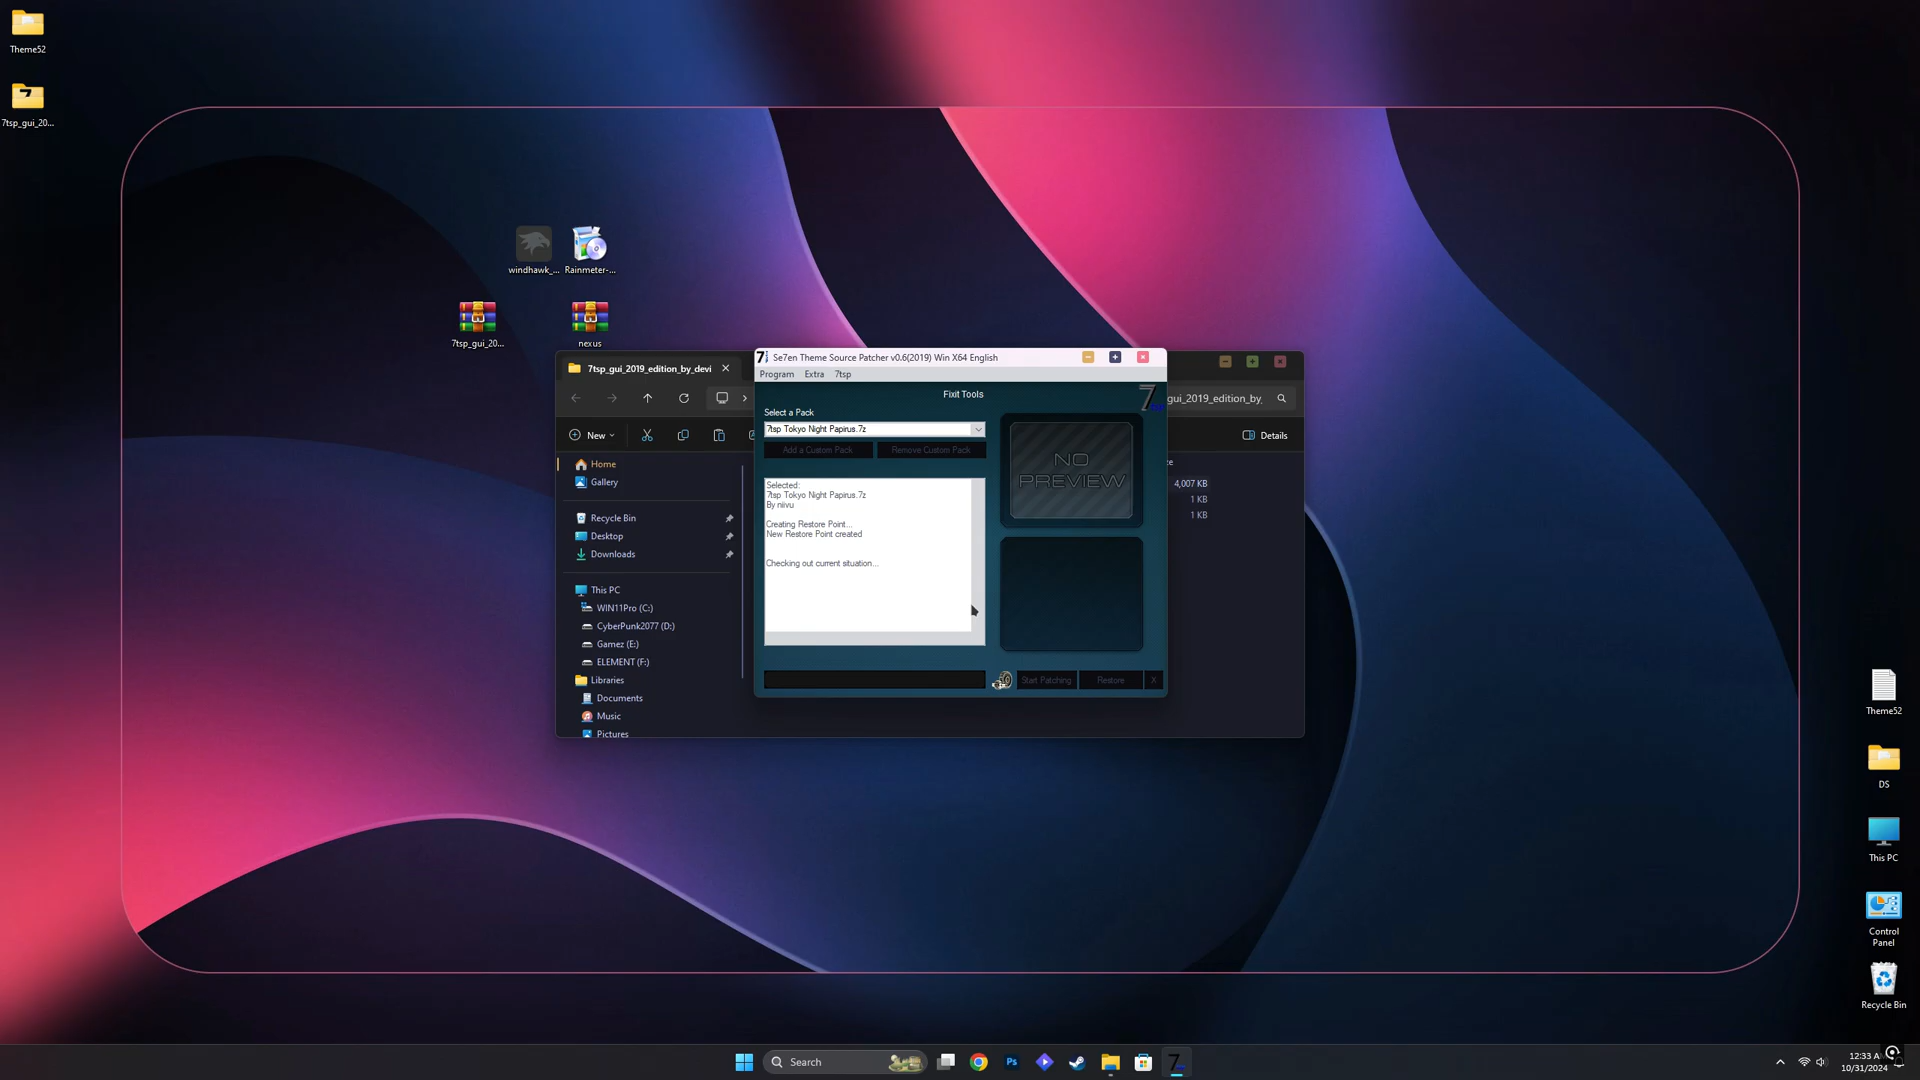 Theme52
7tsp_gui_20...
windhawk_...
Rainmeter-...
7tsp_gui_20...
nexus
7tsp_gui_2019_edition_by_devi
gui_2019_edition_by_
New
Details
Home
Gallery
Recycle Bin
Desktop
Downloads
This PC
WIN11Pro (C:)
CyberPunk2077 (D:)
Gamez (E:)
ELEMENT (F:)
Libraries
Documents
Music
Pictures
ze
4,007 KB
1 KB
1 KB
Se7en Theme Source Patcher v0.6(2019) Win X64 English
Program
Extra
7tsp
Fixit Tools
Select a Pack
7tsp Tokyo Night Papirus.7z
Add a Custom Pack
Remove Custom Pack
Selected:
7tsp Tokyo Night Papirus.7z
By niivu
Creating Restore Point...
New Restore Point created
Checking out current situation...
NO
PREVIEW
Start Patching
Restore
X
Theme52
DS
This PC
Control
Panel
Recycle Bin
Search
Ps
12:33 A
10/31/2024